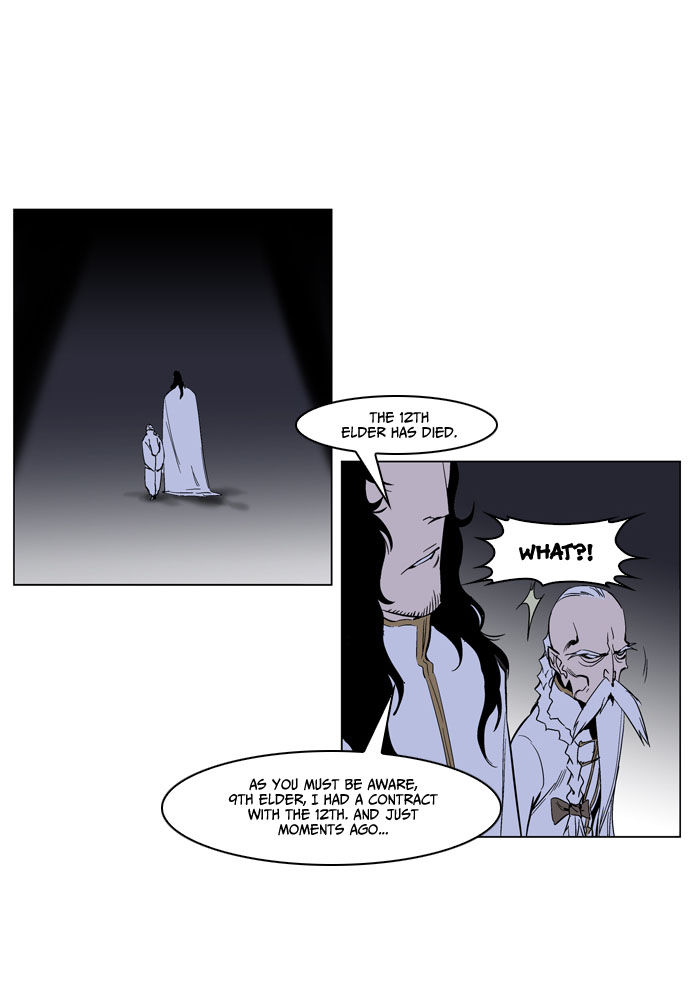 THE 12TH
ELDER HAS DIED.
WHAT?!
AS YOU MUST BE AWARE,
9TH ELDER, I HAD A CONTRACT
WITH THE 12TH. AND JUST
MOMENTS AGO...